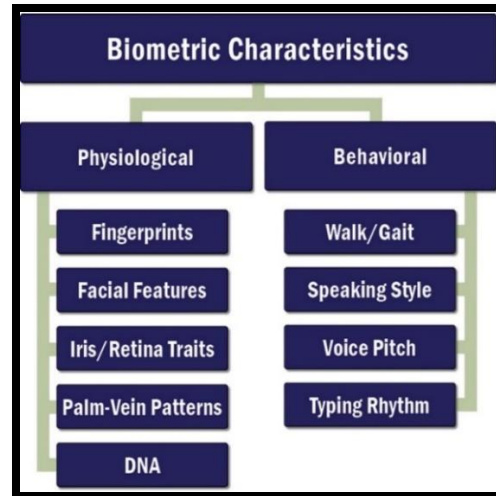 Biometric Characteristics
Physiological
Behavioral
Fingerprints
Facial Features
Iris/Retina Traits
Palm-Vein Patterns
DNA
Walk/Gait
Speaking Style
Voice Pitch
Typing Rhythm